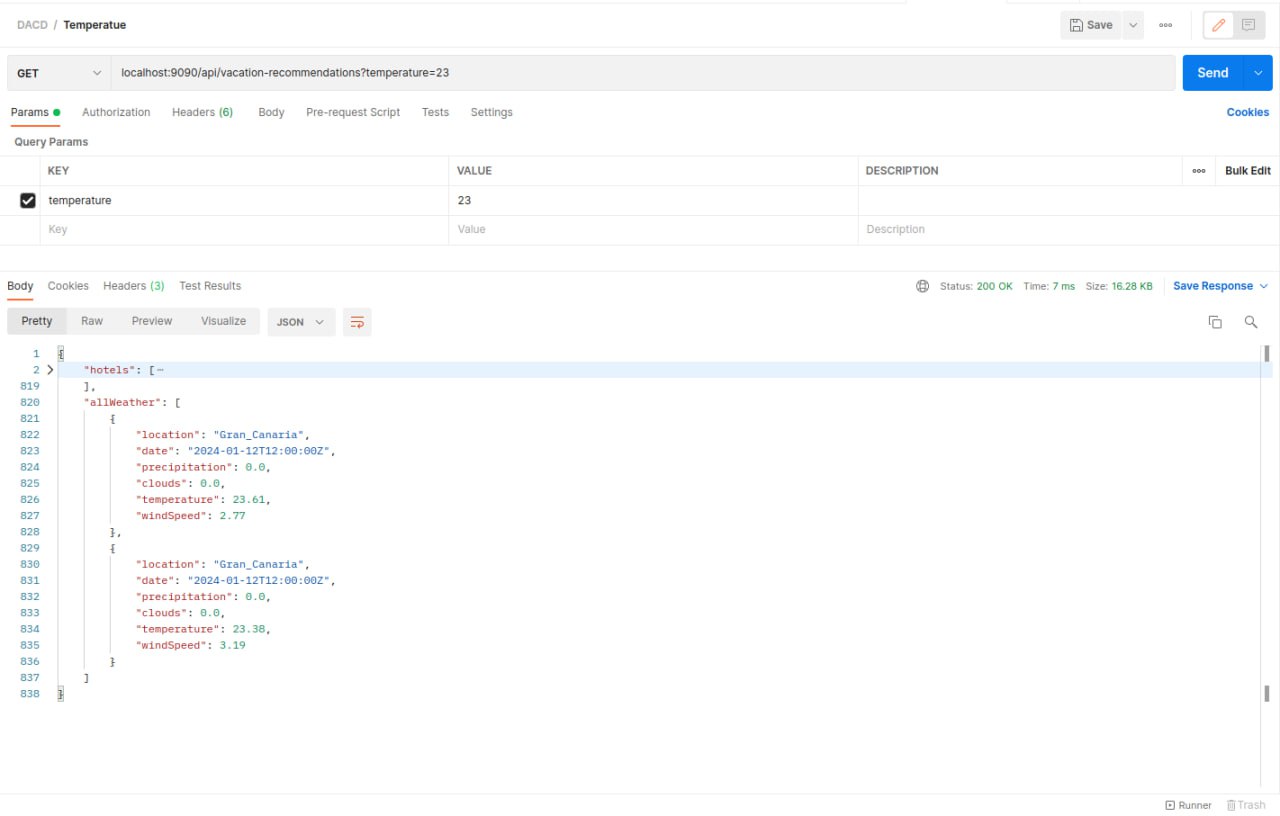 DACD / Temperatue
Save
GET
localhost:9090/api/vacation-recommendations?temperature=23
Send
Params Authorization Headers (6) Body Pre-request Script Tests Settings
Cookies
Query Params
KEY VALUE DESCRIPTION Bulk Edit
temperature 23
Key Value Description
Body Cookies Headers (3) Test Results
Status: 200 OK Time: 7 ms Size: 16.28 KB Save Response
Pretty Raw Preview Visualize JSON
1 {
2 "hotels": [
819 ],
820 "allWeather": [
821 {
822 "location": "Gran_Canaria",
823 "date": "2024-01-12T12:00:00Z",
824 "precipitation": 0.0,
825 "clouds": 0.0,
826 "temperature": 23.61,
827 "windSpeed": 2.77
828 },
829 {
830 "location": "Gran_Canaria",
831 "date": "2024-01-12T12:00:00Z",
832 "precipitation": 0.0,
833 "clouds": 0.0,
834 "temperature": 23.38,
835 "windSpeed": 3.19
836 }
837 ]
838 }
Runner Trash